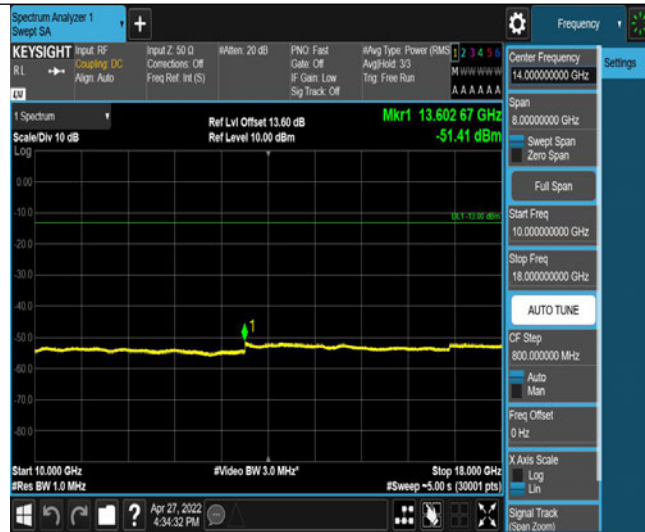 Spectrum Analyzer 1
Swept SA
+
Frequency
KEYSIGHT
RL
LXI
Input: RF
Coupling: DC
Align: Auto
Input Z: 50 Ω
Corrections: Off
Freq Ref: Int (S)
#Atten: 20 dB
PNO: Fast
Gate: Off
IF Gain: Low
Sig Track: Off
#Avg Type: Power (RMS
Avg|Hold: 3/3
Trig: Free Run
1 2 3 4 5 6
M W W W W W
A A A A A A
1 Spectrum
Scale/Div 10 dB
Log
Ref Lvl Offset 13.60 dB
Ref Level 10.00 dBm
Mkr1 13.602 67 GHz
-51.41 dBm
0.00
-10.0
-20.0
-30.0
-40.0
-50.0
-60.0
-70.0
-80.0
DL1 -13.00 dBm
1
Start 10.000 GHz
#Res BW 1.0 MHz
#Video BW 3.0 MHz*
Stop 18.000 GHz
#Sweep ~5.00 s (30001 pts)
Center Frequency
14.000000000 GHz
Settings
Span
8.00000000 GHz
Swept Span
Zero Span
Full Span
Start Freq
10.000000000 GHz
Stop Freq
18.000000000 GHz
AUTO TUNE
CF Step
800.000000 MHz
Auto
Man
Freq Offset
0 Hz
X Axis Scale
Log
Lin
Signal Track
(Span Zoom)
?
Apr 27, 2022
4:34:32 PM